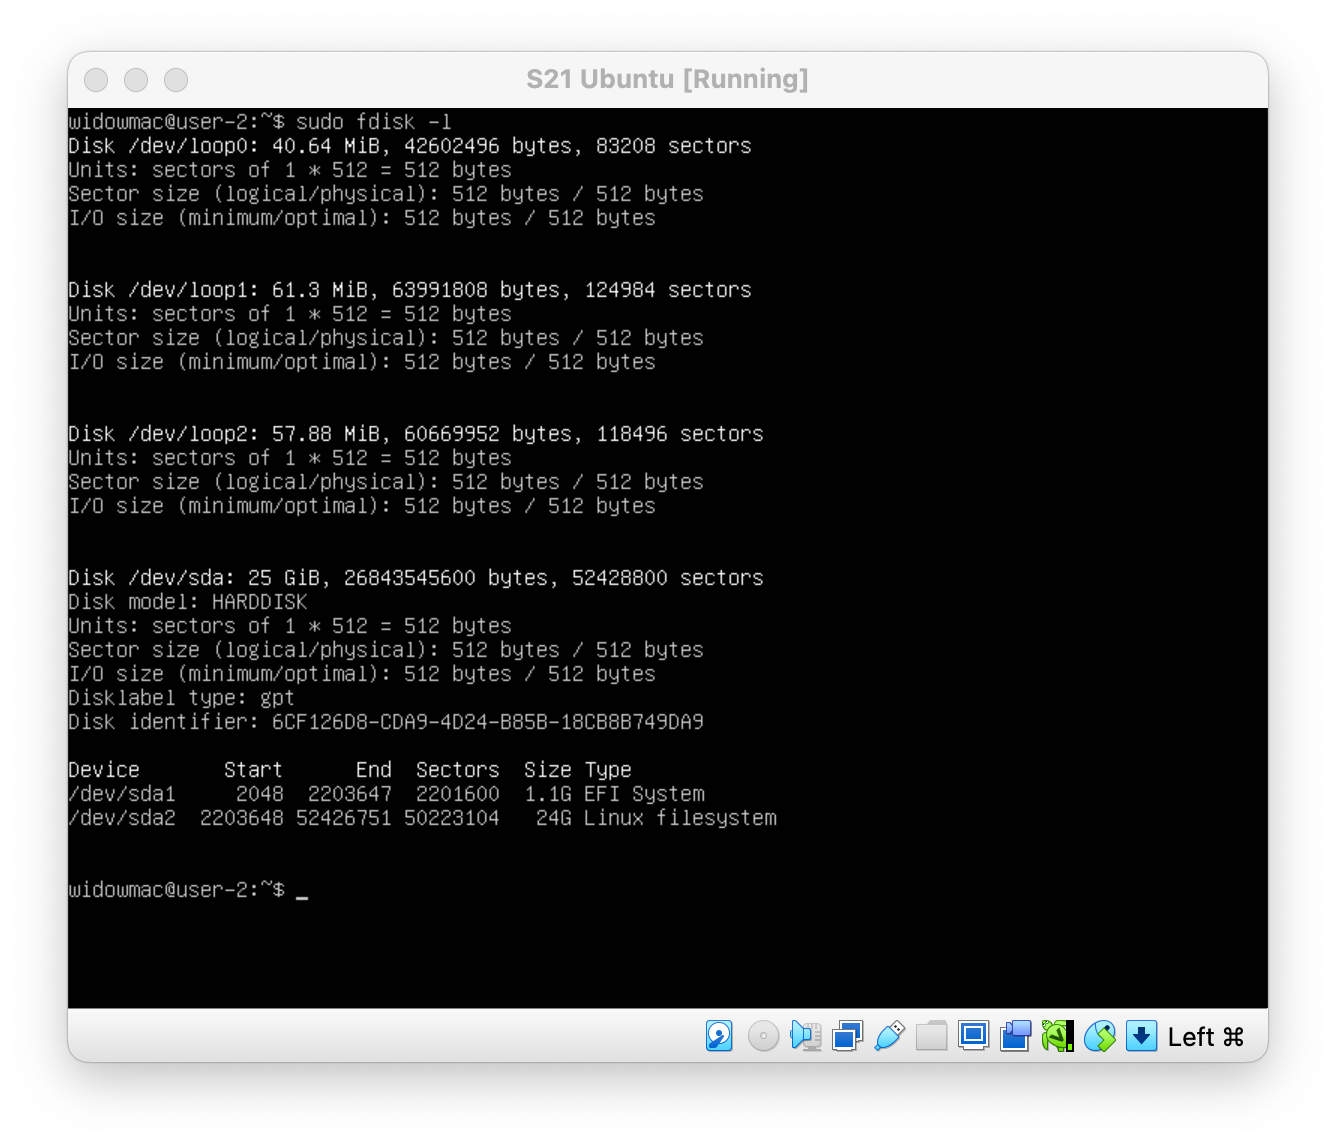 S21 Ubuntu [Running]
widowmac@user-2:~$ sudo fdisk -l
Disk /dev/loop0: 40.64 MiB, 42602496 bytes, 83208 sectors
Units: sectors of 1 * 512 = 512 bytes
Sector size (logical/physical): 512 bytes / 512 bytes
I/O size (minimum/optimal): 512 bytes / 512 bytes
Disk /dev/loop1: 61.3 MiB, 63991808 bytes, 124984 sectors
Units: sectors of 1 * 512 = 512 bytes
Sector size (logical/physical): 512 bytes / 512 bytes
I/O size (minimum/optimal): 512 bytes / 512 bytes
Disk /dev/loop2: 57.88 MiB, 60669952 bytes, 118496 sectors
Units: sectors of 1 * 512 = 512 bytes
Sector size (logical/physical): 512 bytes / 512 bytes
I/O size (minimum/optimal): 512 bytes / 512 bytes
Disk /dev/sda: 25 GiB, 26843545600 bytes, 52428800 sectors
Disk model: HARDDISK
Units: sectors of 1 * 512 = 512 bytes
Sector size (logical/physical): 512 bytes / 512 bytes
I/O size (minimum/optimal): 512 bytes / 512 bytes
Disklabel type: gpt
Disk identifier: 6CF126D8-CDA9-4D24-B85B-18CB8B749DA9
Device Start End Sectors Size Type
/dev/sda1 2048 2203647 2201600 1.1G EFI System
/dev/sda2 2203648 52426751 50223104 24G Linux filesystem
widowmac@user-2:~$ _
Left ⌘